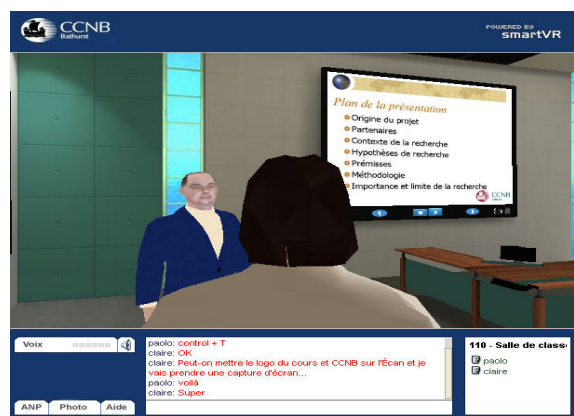 CCNB
Bathurst
POWERED BY
smartVR
Plan de la présentation
Origine du projet
Partenaires
Contexte de la recherche
Hypothèses de recherche
Prémisses
Méthodologie
Importance et limite de la recherche
CCNB
Voix
paolo: control + T
claire: OK
claire: Peut-on mettre le logo du cours et CCNB sur l'Écan et je
vais prendre une capture d'écran...
paolo: voilà
claire: Super
110 - Salle de class
paolo
claire
ANP Photo Aide